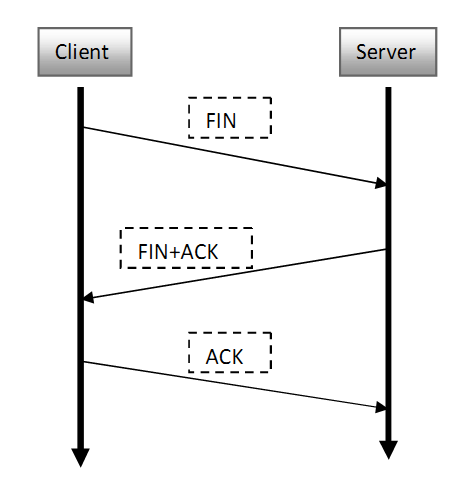 Client
Server
FIN
FIN+ACK
ACK